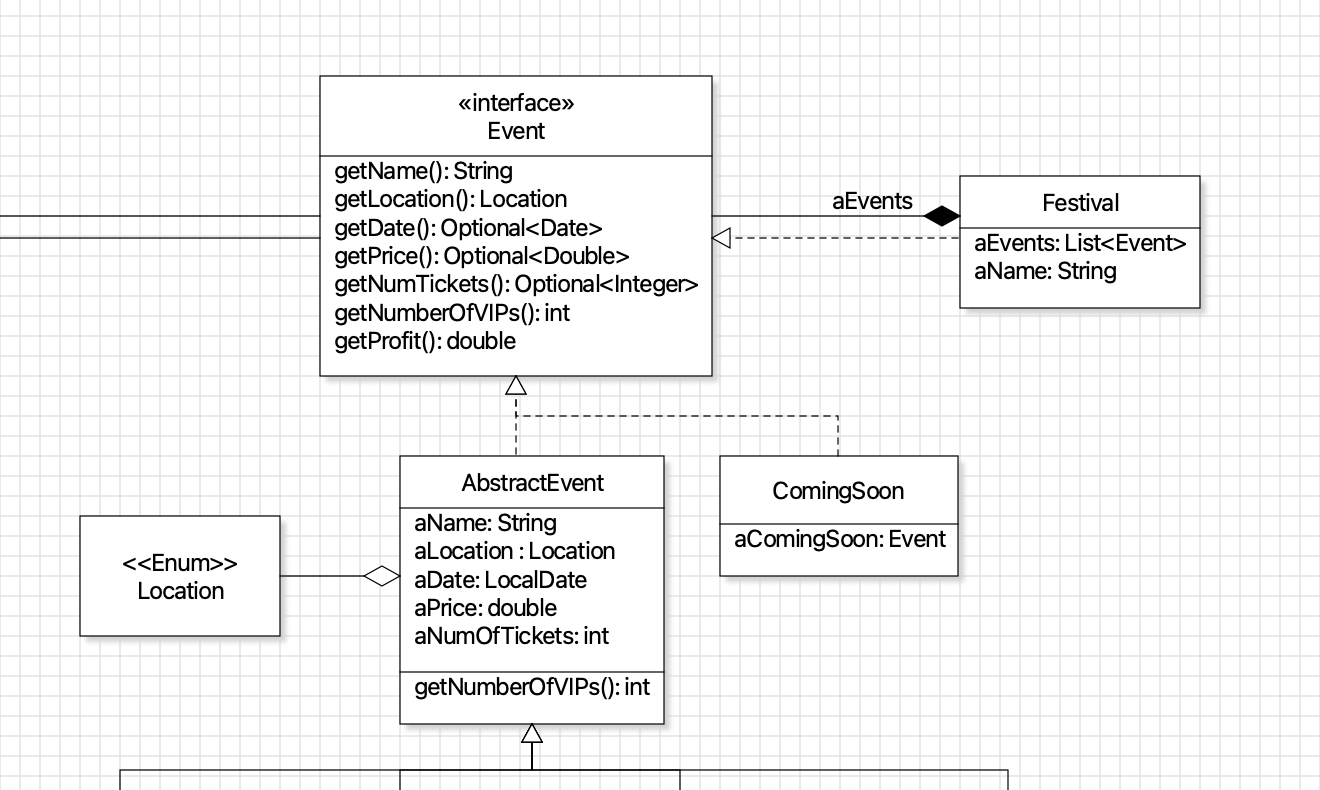 «interface»
Event
getName(): String
getLocation(): Location
getDate(): Optional<Date>
getPrice(): Optional<Double>
getNumTickets(): Optional<Integer>
getNumberOfVIPs(): int
getProfit(): double
aEvents
Festival
aEvents: List<Event>
aName: String
<<Enum>>
Location
AbstractEvent
aName: String
aLocation : Location
aDate: LocalDate
aPrice: double
aNumOfTickets: int
getNumberOfVIPs(): int
ComingSoon
aComingSoon: Event